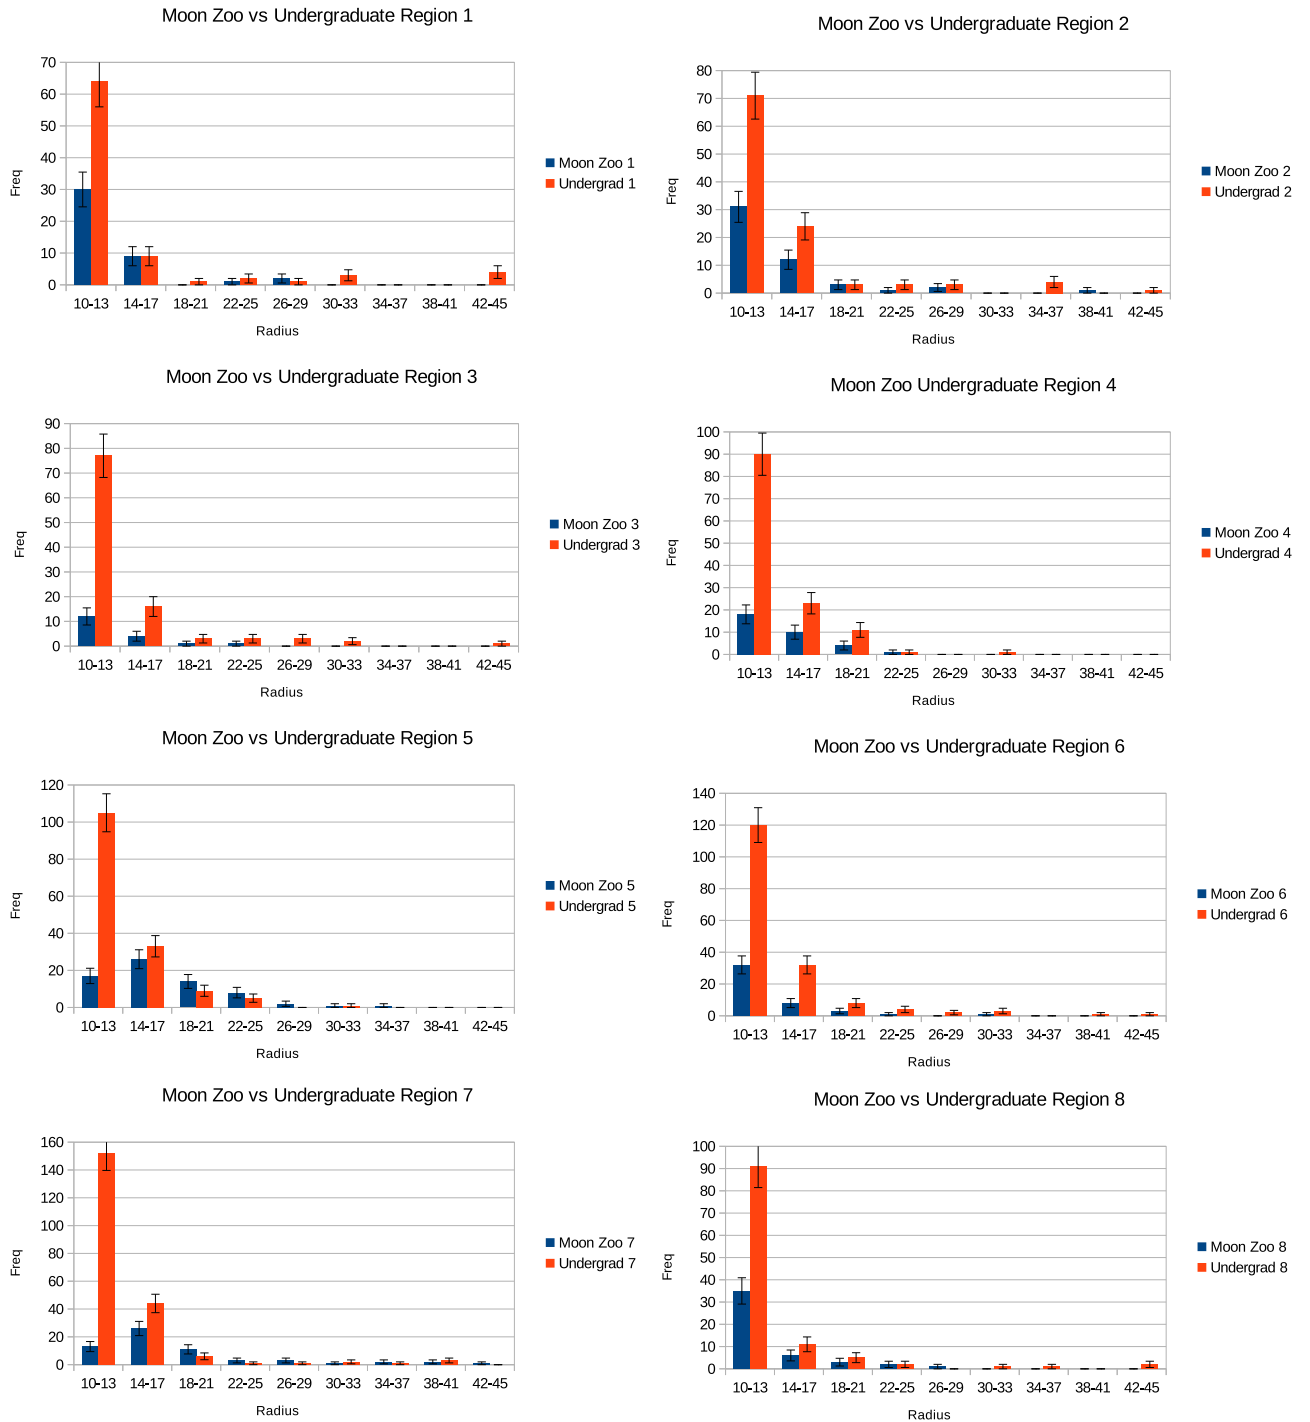 Moon Zoo vs Undergraduate Region 1
70
60
50
40
30
20
10
0
Freq
10-13 14-17 18-21 22-25 26-29 30-33 34-37 38-41 42-45
Radius
Moon Zoo 1
Undergrad 1
Moon Zoo vs Undergraduate Region 2
80
70
60
50
40
30
20
10
0
Freq
10-13 14-17 18-21 22-25 26-29 30-33 34-37 38-41 42-45
Radius
Moon Zoo 2
Undergrad 2
Moon Zoo vs Undergraduate Region 3
90
80
70
60
50
40
30
20
10
0
Freq
10-13 14-17 18-21 22-25 26-29 30-33 34-37 38-41 42-45
Radius
Moon Zoo 3
Undergrad 3
Moon Zoo Undergraduate Region 4
100
90
80
70
60
50
40
30
20
10
0
Freq
10-13 14-17 18-21 22-25 26-29 30-33 34-37 38-41 42-45
Radius
Moon Zoo 4
Undergrad 4
Moon Zoo vs Undergraduate Region 5
120
100
80
60
40
20
0
Freq
10-13 14-17 18-21 22-25 26-29 30-33 34-37 38-41 42-45
Radius
Moon Zoo 5
Undergrad 5
Moon Zoo vs Undergraduate Region 6
140
120
100
80
60
40
20
0
Freq
10-13 14-17 18-21 22-25 26-29 30-33 34-37 38-41 42-45
Radius
Moon Zoo 6
Undergrad 6
Moon Zoo vs Undergraduate Region 7
160
140
120
100
80
60
40
20
0
Freq
10-13 14-17 18-21 22-25 26-29 30-33 34-37 38-41 42-45
Radius
Moon Zoo 7
Undergrad 7
Moon Zoo vs Undergraduate Region 8
100
90
80
70
60
50
40
30
20
10
0
Freq
10-13 14-17 18-21 22-25 26-29 30-33 34-37 38-41 42-45
Radius
Moon Zoo 8
Undergrad 8